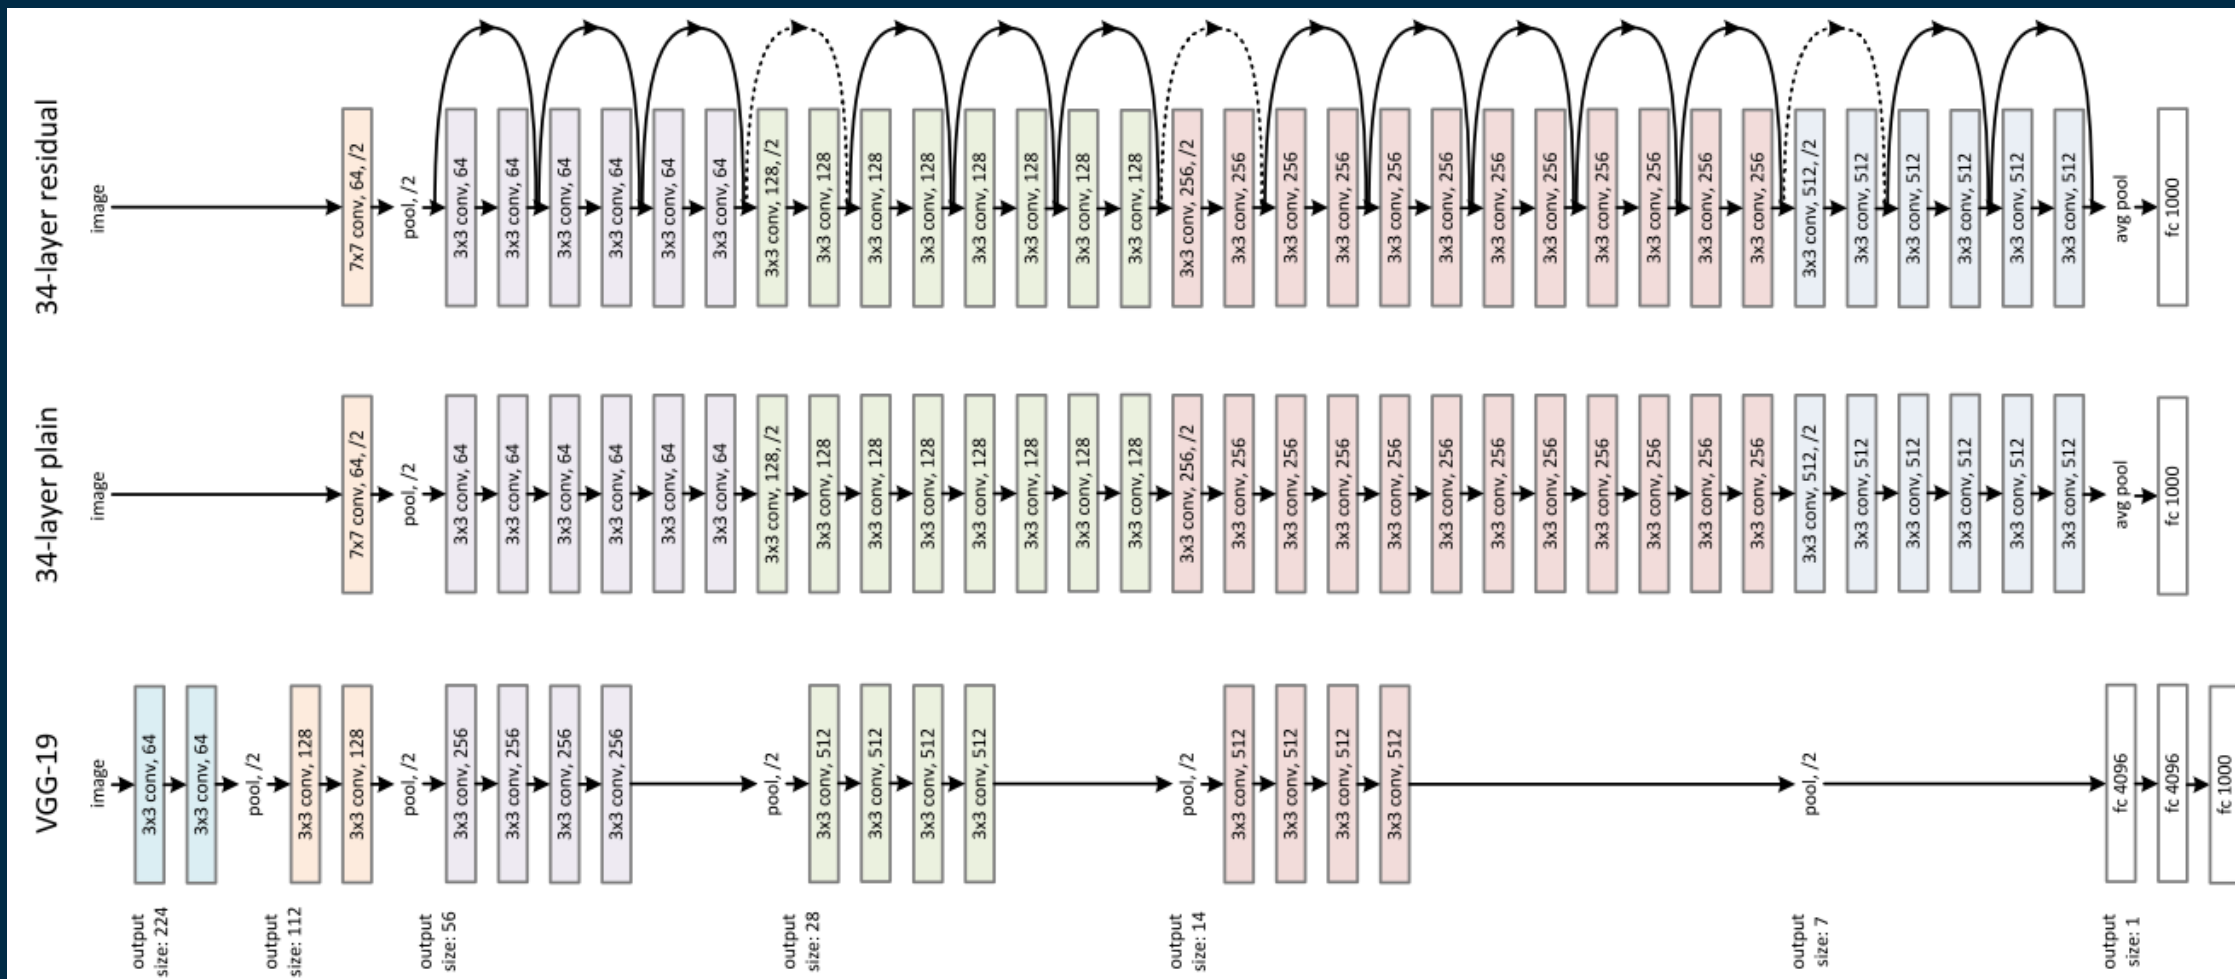 34-layer residual
image
7x7 conv, 64, /2
pool, /2
3x3 conv, 64
3x3 conv, 64
3x3 conv, 64
3x3 conv, 64
3x3 conv, 64
3x3 conv, 64
3x3 conv, 128, /2
3x3 conv, 128
3x3 conv, 128
3x3 conv, 128
3x3 conv, 128
3x3 conv, 128
3x3 conv, 128
3x3 conv, 128
3x3 conv, 256, /2
3x3 conv, 256
3x3 conv, 256
3x3 conv, 256
3x3 conv, 256
3x3 conv, 256
3x3 conv, 256
3x3 conv, 256
3x3 conv, 256
3x3 conv, 256
3x3 conv, 256
3x3 conv, 256
3x3 conv, 512, /2
3x3 conv, 512
3x3 conv, 512
3x3 conv, 512
3x3 conv, 512
3x3 conv, 512
avg pool
fc 1000
34-layer plain
image
7x7 conv, 64, /2
pool, /2
3x3 conv, 64
3x3 conv, 64
3x3 conv, 64
3x3 conv, 64
3x3 conv, 64
3x3 conv, 64
3x3 conv, 128, /2
3x3 conv, 128
3x3 conv, 128
3x3 conv, 128
3x3 conv, 128
3x3 conv, 128
3x3 conv, 128
3x3 conv, 128
3x3 conv, 256, /2
3x3 conv, 256
3x3 conv, 256
3x3 conv, 256
3x3 conv, 256
3x3 conv, 256
3x3 conv, 256
3x3 conv, 256
3x3 conv, 256
3x3 conv, 256
3x3 conv, 256
3x3 conv, 256
3x3 conv, 512, /2
3x3 conv, 512
3x3 conv, 512
3x3 conv, 512
3x3 conv, 512
3x3 conv, 512
avg pool
fc 1000
VGG-19
image
3x3 conv, 64
3x3 conv, 64
pool, /2
3x3 conv, 128
3x3 conv, 128
pool, /2
3x3 conv, 256
3x3 conv, 256
3x3 conv, 256
3x3 conv, 256
pool, /2
3x3 conv, 512
3x3 conv, 512
3x3 conv, 512
3x3 conv, 512
pool, /2
3x3 conv, 512
3x3 conv, 512
3x3 conv, 512
3x3 conv, 512
pool, /2
fc 4096
fc 4096
fc 1000
output
size: 224
output
size: 112
output
size: 56
output
size: 28
output
size: 14
output
size: 7
output
size: 1